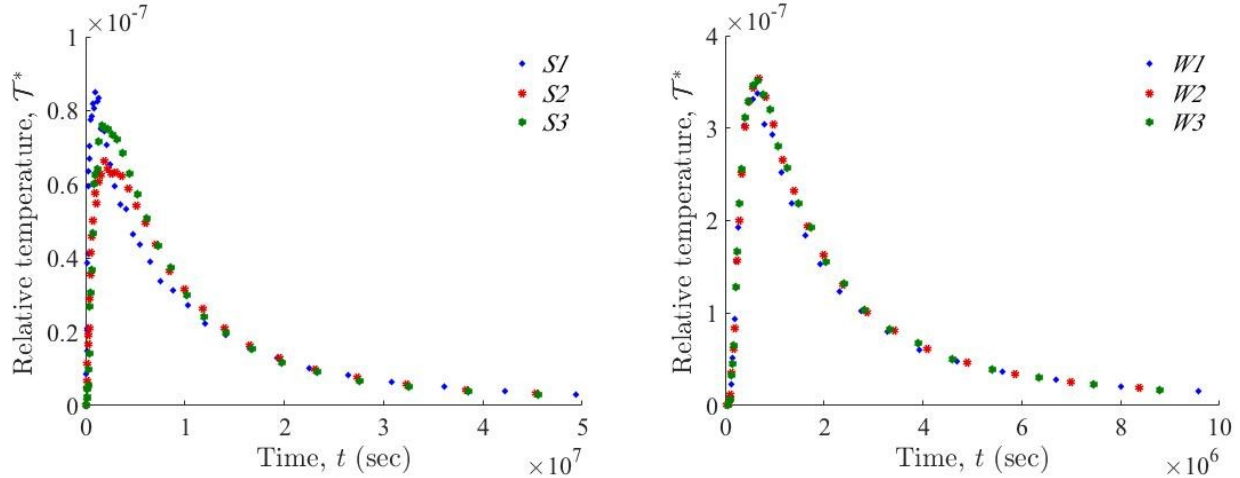 ×10⁻⁷
1
0.8
0.6
0.4
0.2
0
Relative temperature, 𝒯*
S1
S2
S3
0 1 2 3 4 5
Time, t (sec)
×10⁷
×10⁻⁷
4
3
2
1
0
Relative temperature, 𝒯*
W1
W2
W3
0 2 4 6 8 10
Time, t (sec)
×10⁶